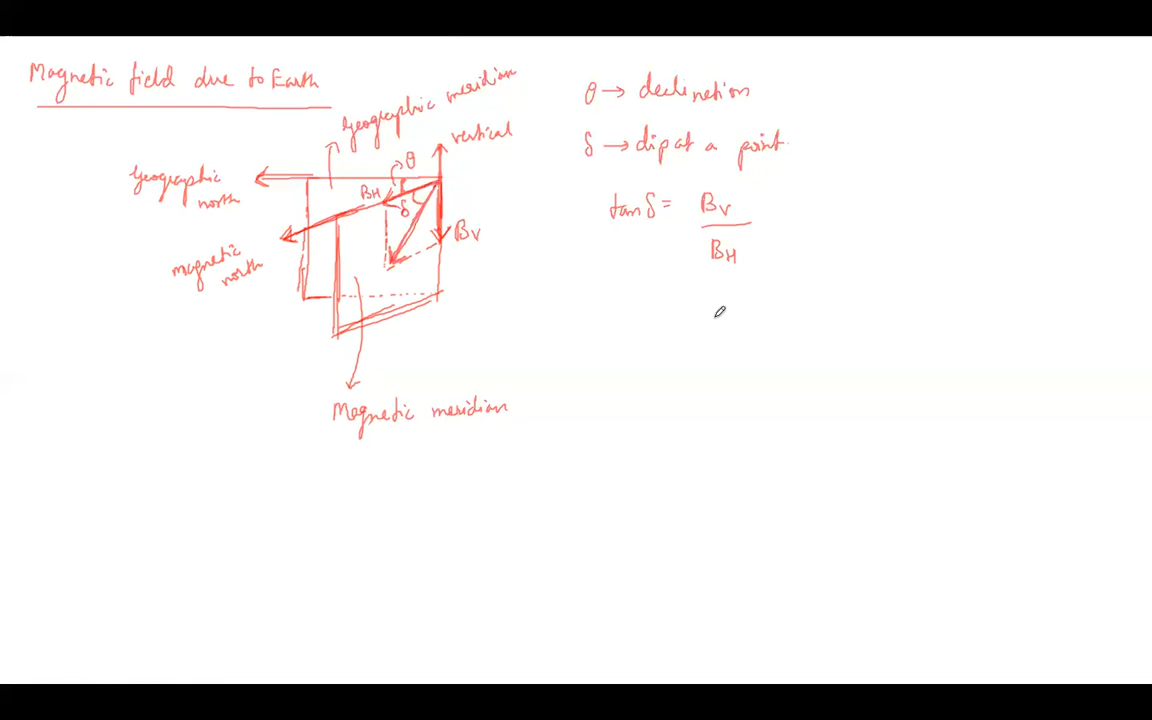 Magnetic field due to Earth
Geographic meridian
vertical
θ
Geographic
north
BH
δ
BV
magnetic
north
Magnetic meridian
θ → declination
δ → dip at a point.
tan δ = BV
BH